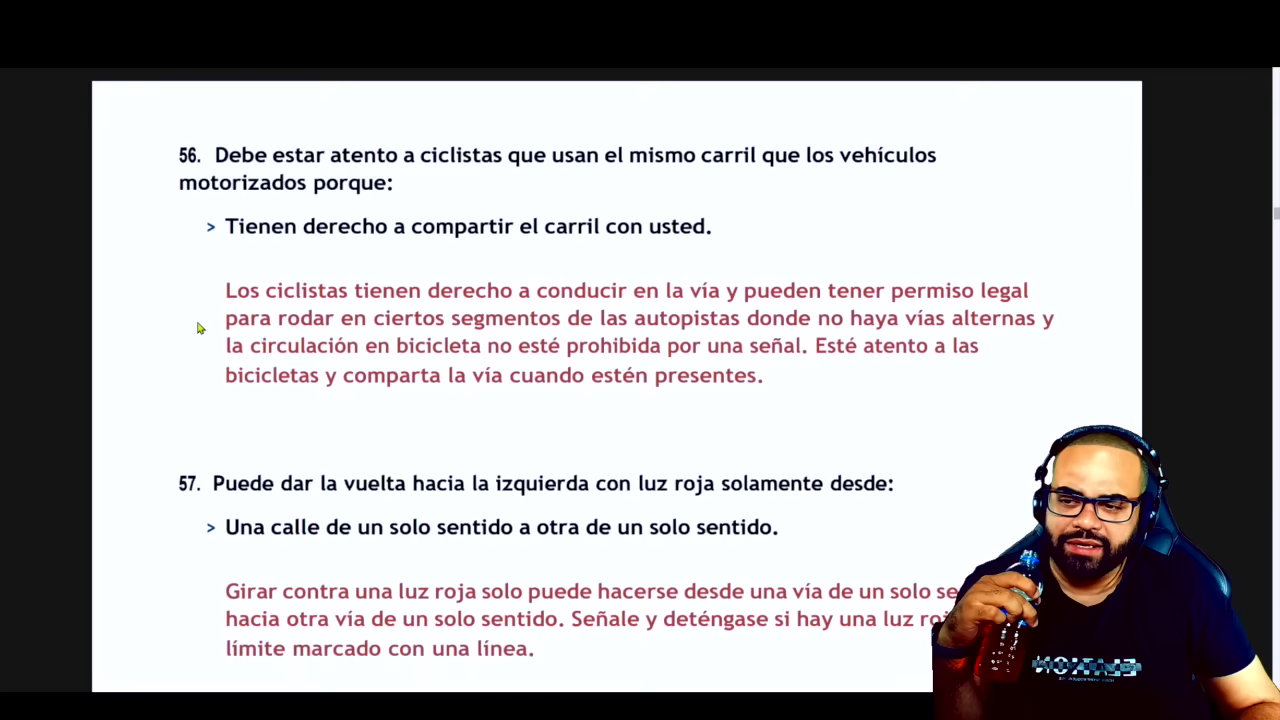 56. Debe estar atento a ciclistas que usan el mismo carril que los vehículos
motorizados porque:
> Tienen derecho a compartir el carril con usted.
Los ciclistas tienen derecho a conducir en la vía y pueden tener permiso legal
para rodar en ciertos segmentos de las autopistas donde no haya vías alternas y
la circulación en bicicleta no esté prohibida por una señal. Esté atento a las
bicicletas y comparta la vía cuando estén presentes.
57. Puede dar la vuelta hacia la izquierda con luz roja solamente desde:
> Una calle de un solo sentido a otra de un solo sentido.
Girar contra una luz roja solo puede hacerse desde una vía de un solo
hacia otra vía de un solo sentido. Señale y deténgase si hay una luz
límite marcado con una línea.